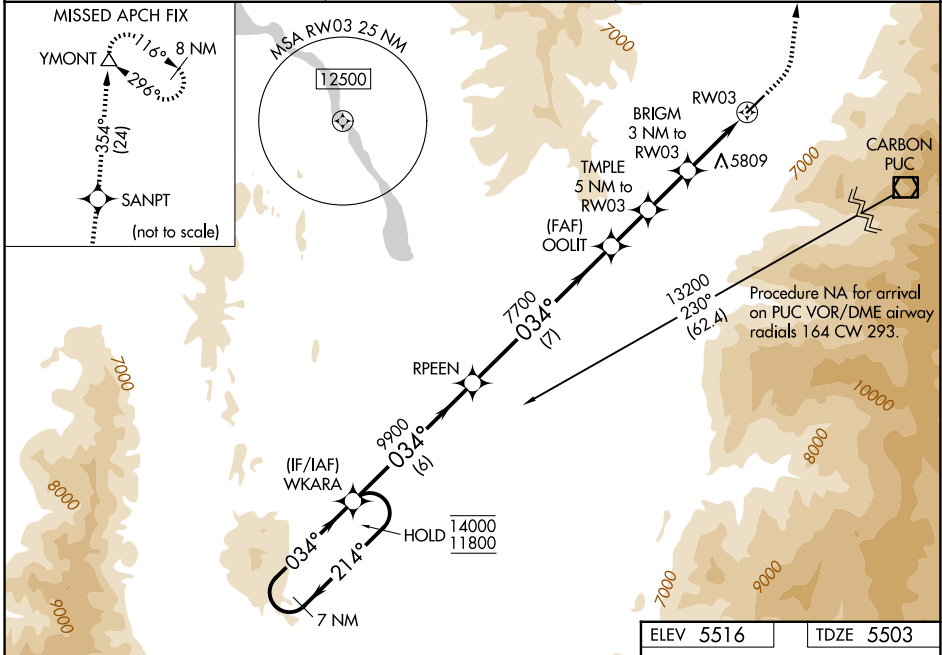 MISSED APCH FIX
YMONT
116°
8 NM
296°
354°
(24)
SANPT
(not to scale)
MSA RW03 25 NM
12500
7000
RW03
BRIGM
3 NM to
RW03
5809
TMPLE
5 NM to
RW03
(FAF)
OOLIT
7000
CARBON
PUC
13200
230°
(62.4)
Procedure NA for arrival
on PUC VOR/DME airway
radials 164 CW 293.
7700
034°
(7)
RPEEN
7000
10000
9900
034°
(6)
(IF/IAF)
WKARA
8000
8000
HOLD 14000
11800
034°
214°
7 NM
9000
7000
9000
ELEV 5516
TDZE 5503